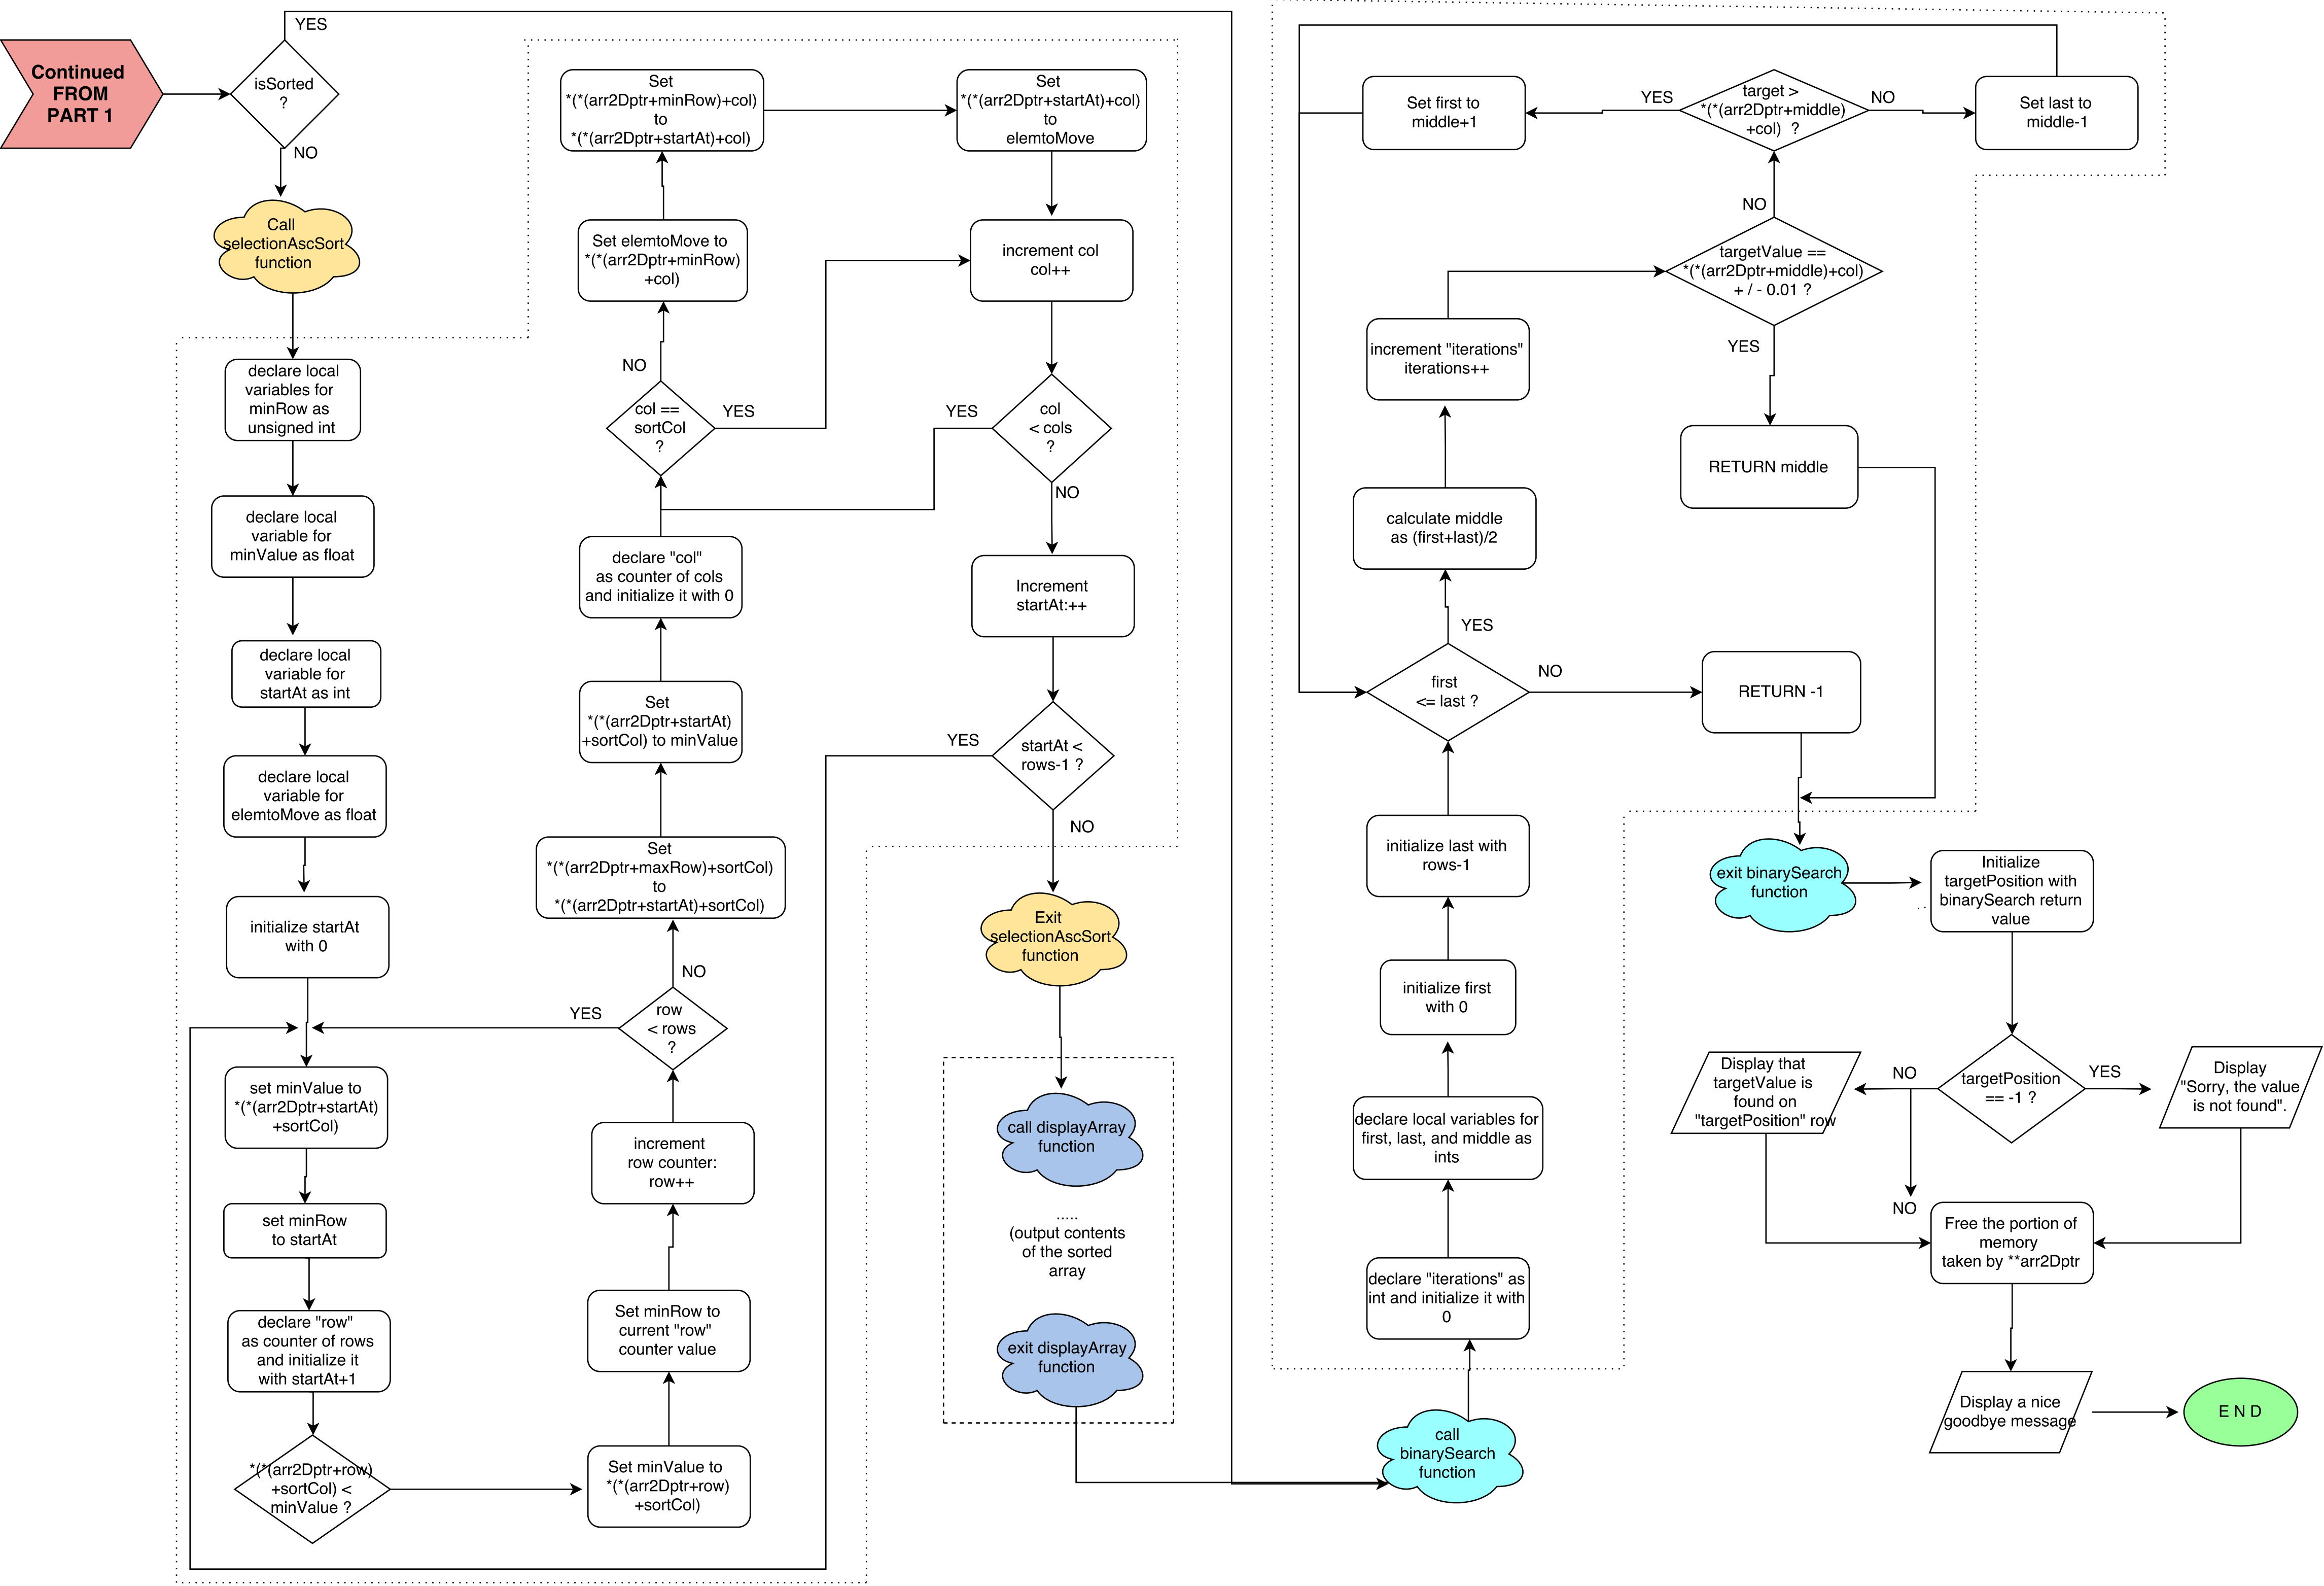 Continued
FROM
PART 1
isSorted
?
YES
NO
Call
selectionAscSort
function
declare local
variables for
minRow as
unsigned int
declare local
variable for
minValue as float
declare local
variable for
startAt as int
declare local
variable for
elemtoMove as float
initialize startAt
with 0
set minValue to
*(*(arr2Dptr+startAt)
+sortCol)
set minRow
to startAt
declare "row"
as counter of rows
and initialize it
with startAt+1
*(*(arr2Dptr+row)
+sortCol) <
minValue ?
Set minValue to
*(*(arr2Dptr+row)
+sortCol)
Set minRow to
current "row"
counter value
increment
row counter:
row++
row
< rows
?
YES
NO
Set
*(*(arr2Dptr+maxRow)+sortCol)
to
*(*(arr2Dptr+startAt)+sortCol)
Set
*(*(arr2Dptr+startAt)
+sortCol) to minValue
declare "col"
as counter of cols
and initialize it with 0
col ==
sortCol
?
YES
NO
Set elemtoMove to
*(*(arr2Dptr+minRow)
+col)
Set
*(*(arr2Dptr+minRow)+col)
to
*(*(arr2Dptr+startAt)+col)
Set
*(*(arr2Dptr+startAt)+col)
to
elemtoMove
increment col
col++
col
< cols
?
YES
NO
Increment
startAt:++
startAt <
rows-1 ?
YES
NO
Exit
selectionAscSort
function
call displayArray
function
.....
(output contents
of the sorted
array
exit displayArray
function
call
binarySearch
function
declare "iterations" as
int and initialize it with
0
declare local variables for
first, last, and middle as
ints
initialize first
with 0
initialize last with
rows-1
first
<= last ?
YES
NO
calculate middle
as (first+last)/2
increment "iterations"
iterations++
targetValue ==
*(*(arr2Dptr+middle)+col)
+ / - 0.01 ?
NO
YES
target >
*(*(arr2Dptr+middle)
+col)  ?
YES
NO
Set first to
middle+1
Set last to
middle-1
RETURN middle
RETURN -1
exit binarySearch
function
..
Initialize
targetPosition with
binarySearch return
value
targetPosition
== -1 ?
NO
YES
Display that
targetValue is
found on
"targetPosition" row
Display
"Sorry, the value
is not found".
NO
Free the portion of
memory
taken by **arr2Dptr
Display a nice
goodbye message
E N D